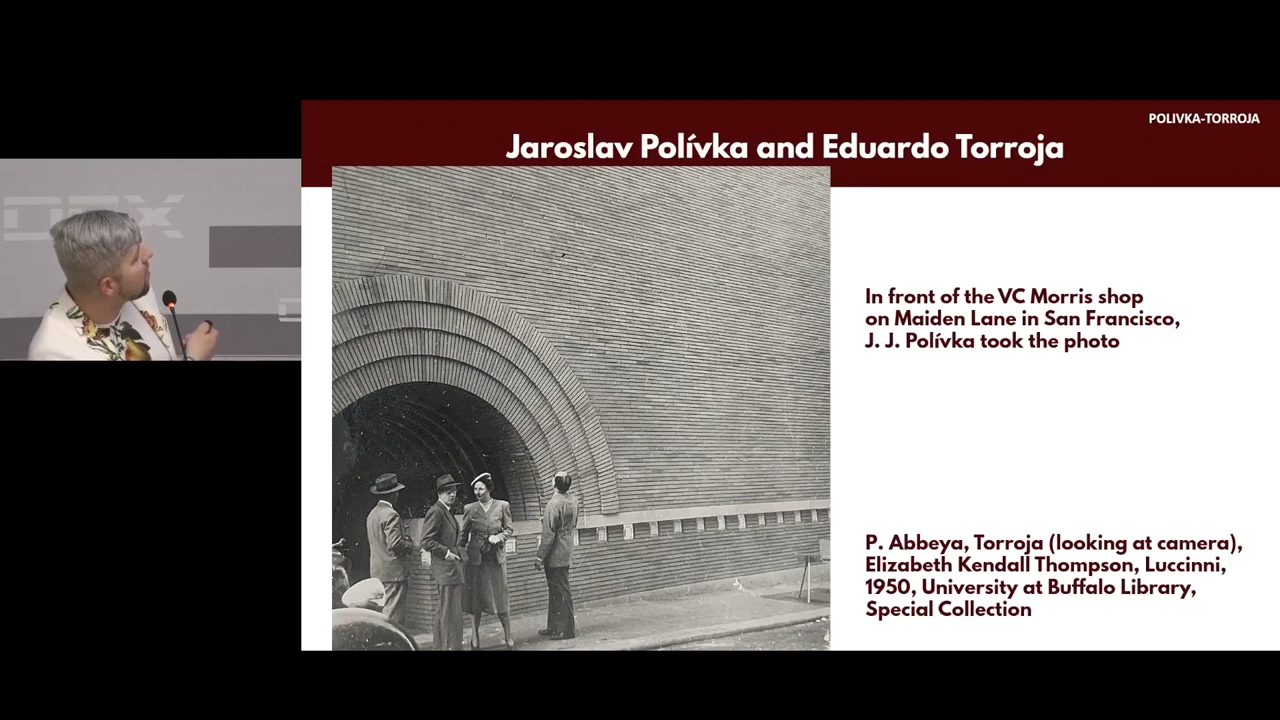 POLIVKA-TORROJA
Jaroslav Polívka and Eduardo Torroja
In front of the VC Morris shop
on Maiden Lane in San Francisco,
J. J. Polívka took the photo
P. Abbeya, Torroja (looking at camera),
Elizabeth Kendall Thompson, Luccinni,
1950, University at Buffalo Library,
Special Collection